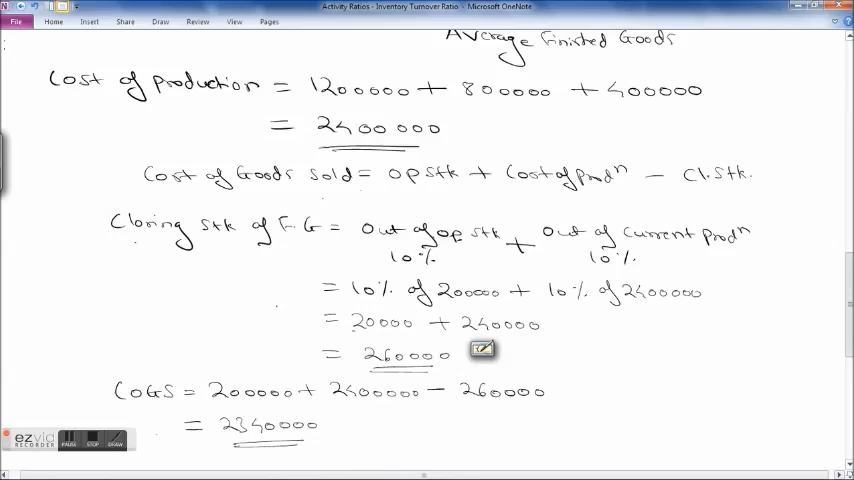 Activity Ratios - Inventory Turnover Ratio - Microsoft OneNote
File Home Insert Share Draw Review View Pages
Average Finished Goods
:
Cost of production = 1200000 + 800000 + 400000
= 2400000
Cost of Goods sold = op stk + Cost of prodⁿ - Cl. Stk.
Closing stk of F.G = Out of op stk + Out of current prodⁿ
10% 10%
= 10% of 200000 + 10% of 2400000
= 20000 + 240000
= 260000
COGS = 200000 + 2400000 - 260000
= 2340000
ezvid
RECORDER
PAUSE STOP DRAW